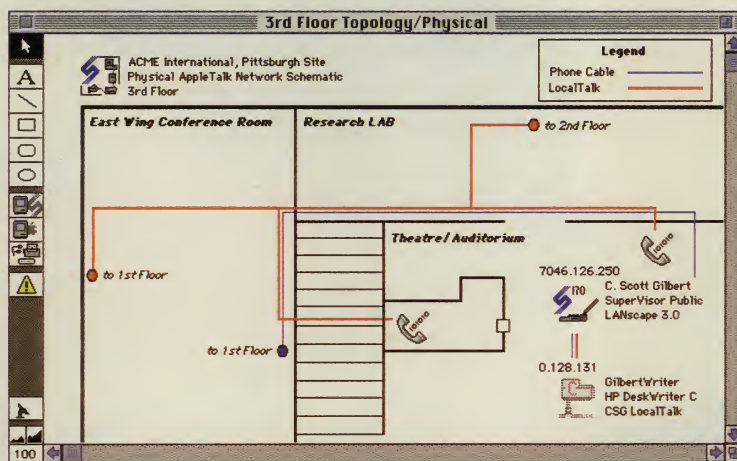 3rd Floor Topology/Physical
ACME International, Pittsburgh Site
Physical AppleTalk Network Schematic
3rd Floor
Legend
Phone Cable
LocalTalk
A
East Wing Conference Room
Research LAB
to 2nd Floor
Theatre/Auditorium
to 1st Floor
to 1st Floor
7046.126.250
170
C. Scott Gilbert
SuperVisor Public
LANscape 3.0
0.128.131
GilbertWriter
HP DeskWriter C
CSG LocalTalk
100